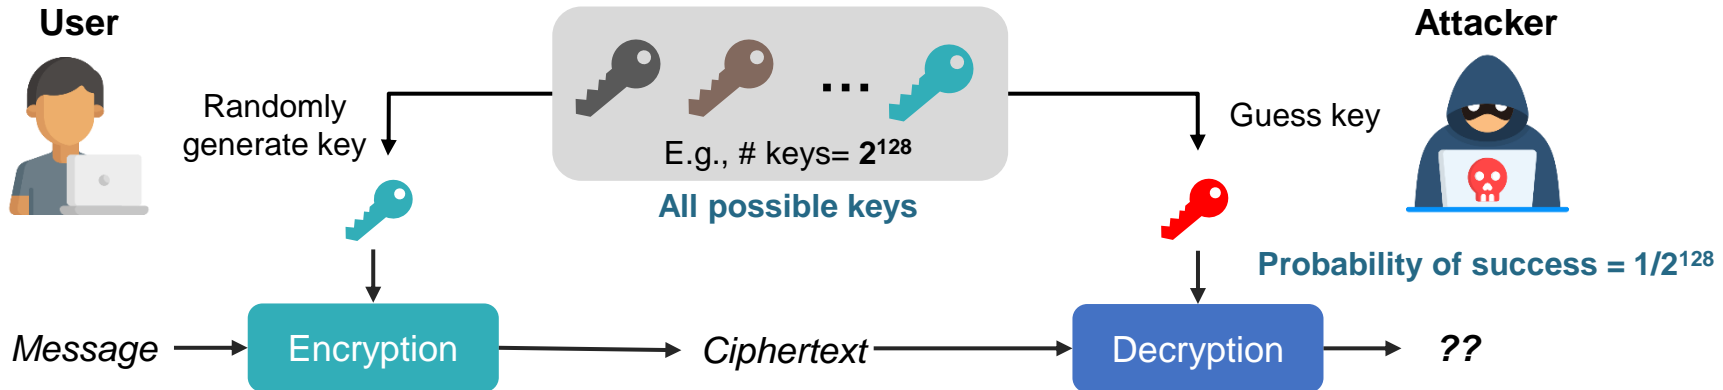 User
Attacker
Randomly
generate key
...
E.g., # keys= 2¹²⁸
Guess key
All possible keys
Probability of success = 1/2¹²⁸
Message
Encryption
Ciphertext
Decryption
??